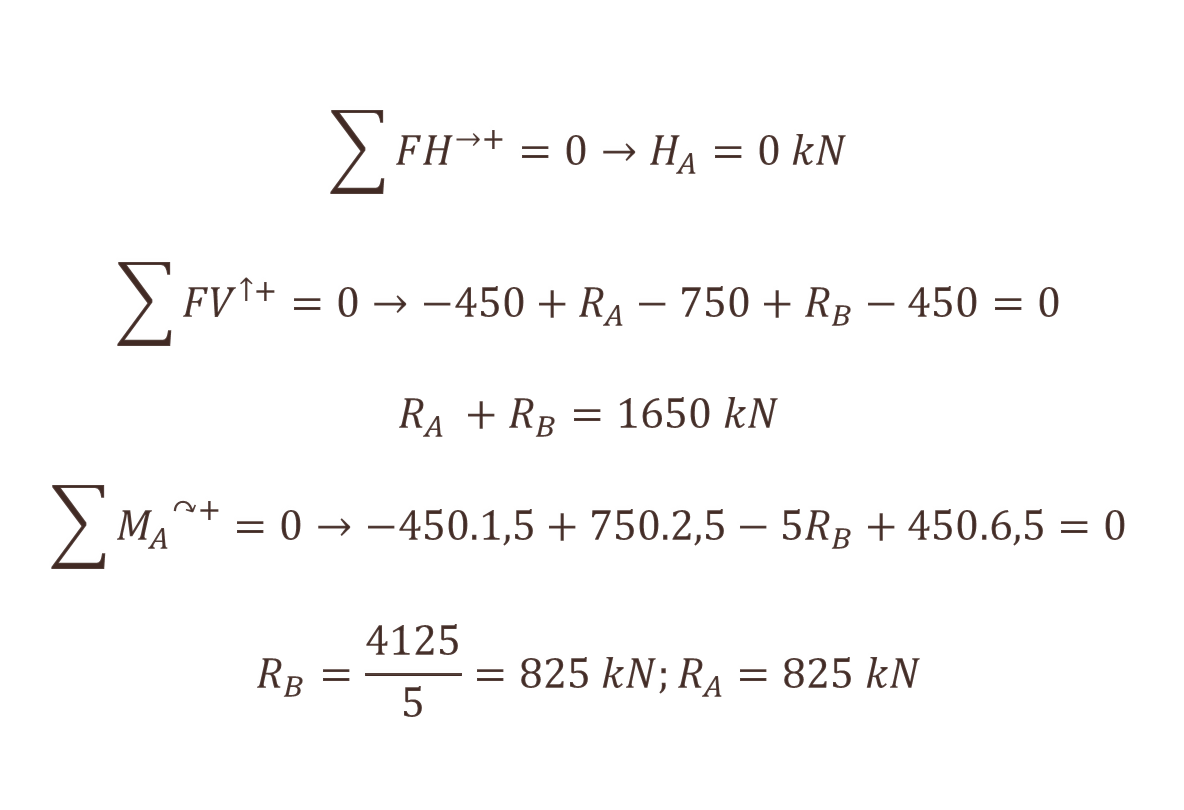 ∑ FH→+ = 0 → H_A = 0 kN
∑ FV↑+ = 0 → −450 + R_A − 750 + R_B − 450 = 0
R_A + R_B = 1650 kN
∑ M_A↷+ = 0 → −450.1,5 + 750.2,5 − 5R_B + 450.6,5 = 0
R_B = 4125/5 = 825 kN; R_A = 825 kN